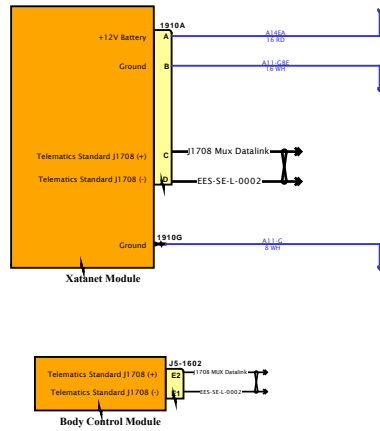 1910A
+12V Battery A A14EA
16 RD
Ground B A11-GBE
16 WH
Telematics Standard J1708 (+) C J1708 Mux Datalink
Telematics Standard J1708 (-) D EES-SE-L-0002
1910G
Ground A11-G
8 WH
Xatanet Module
J5-1602
Telematics Standard J1708 (+) E2 J1708 MUX Datalink
Telematics Standard J1708 (-) E1 EES-SE-L-0002
Body Control Module